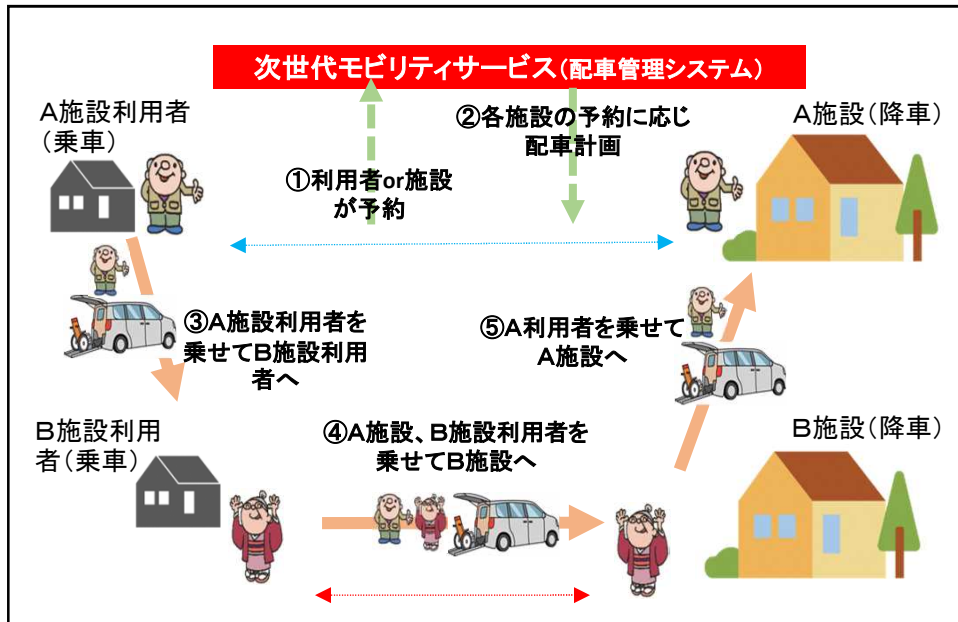 次世代モビリティサービス（配車管理システム）
A施設利用者
（乗車）
②各施設の予約に応じ
配車計画
A施設（降車）
①利用者or施設
が予約
③A施設利用者を
乗せてB施設利用
者へ
⑤A利用者を乗せて
A施設へ
B施設利用
者（乗車）
④A施設、B施設利用者を
乗せてB施設へ
B施設（降車）